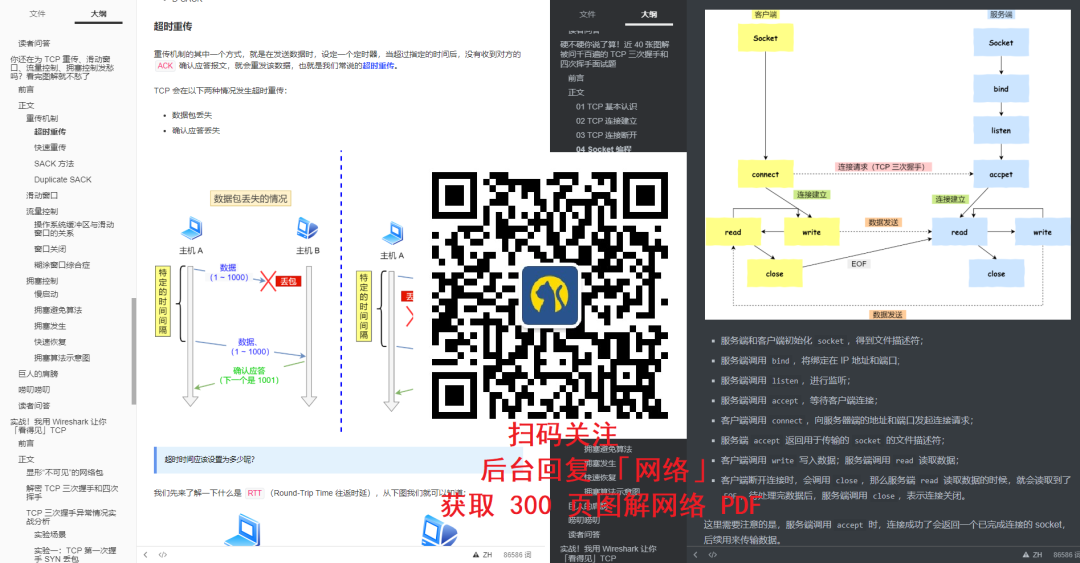 文件
大纲
读者问答
你还在为 TCP 重传、滑动窗
口、流量控制、拥塞控制发愁
吗？看完图解就不愁了
前言
正文
重传机制
超时重传
快速重传
SACK 方法
Duplicate SACK
滑动窗口
流量控制
操作系统缓冲区与滑动
窗口的关系
窗口关闭
糊涂窗口综合症
拥塞控制
慢启动
拥塞避免算法
拥塞发生
快速恢复
拥塞算法示意图
巨人的肩膀
唠叨唠叨
读者问答
实战！我用 Wireshark 让你
「看得见」TCP
前言
正文
显形“不可见”的网络包
解密 TCP 三次握手和四次
挥手
TCP 三次握手异常情况实
战分析
实验场景
实验一：TCP 第一次握
手 SYN 丢包
超时重传
重传机制的其中一个方式，就是在发送数据时，设定一个定时器，当超过指定的时间后，没有收到对方的
ACK 确认应答报文，就会重发该数据，也就是我们常说的超时重传。
TCP 会在以下两种情况发生超时重传：
数据包丢失
确认应答丢失
数据包丢失的情况
主机 A
主机 B
特定的时间间隔
数据
(1 ~ 1000)
丢包
数据、
(1 ~ 1000)
确认应答
(下一个是 1001)
主机 A
特定的时间间隔
超时时间应该设置为多少呢？
我们先来了解一下什么是 RTT （Round-Trip Time 往返时延），从下图我们就可以知道：
ZH
86586 词
文件
大纲
读者问答
硬不硬你说了算！近 40 张图解
被问千百遍的 TCP 三次握手和
四次挥手面试题
前言
正文
01 TCP 基本认识
02 TCP 连接建立
03 TCP 连接断开
04 Socket 编程
扫码关注
后台回复 「网络」
获取 300 页图解网络 PDF
拥塞避免算法
拥塞发生
快速恢复
唠叨唠叨
读者问答
实战！我用 Wireshark 让你
「看得见」TCP
客户端
服务端
Socket
Socket
bind
listen
连接请求（TCP 三次握手）
connect
accpet
连接建立
连接建立
数据发送
read
write
read
write
EOF
close
close
数据发送
服务端和客户端初始化 socket，得到文件描述符；
服务端调用 bind，将绑定在 IP 地址和端口;
服务端调用 listen，进行监听；
服务端调用 accept，等待客户端连接；
客户端调用 connect，向服务器端的地址和端口发起连接请求；
服务端 accept 返回用于传输的 socket 的文件描述符；
客户端调用 write 写入数据；服务端调用 read 读取数据；
客户端断开连接时，会调用 close，那么服务端 read 读取数据的时候，就会读取到了
EOF，待处理完数据后，服务端调用 close，表示连接关闭。
这里需要注意的是，服务端调用 accept 时，连接成功了会返回一个已完成连接的 socket，
后续用来传输数据。
ZH
86586 词